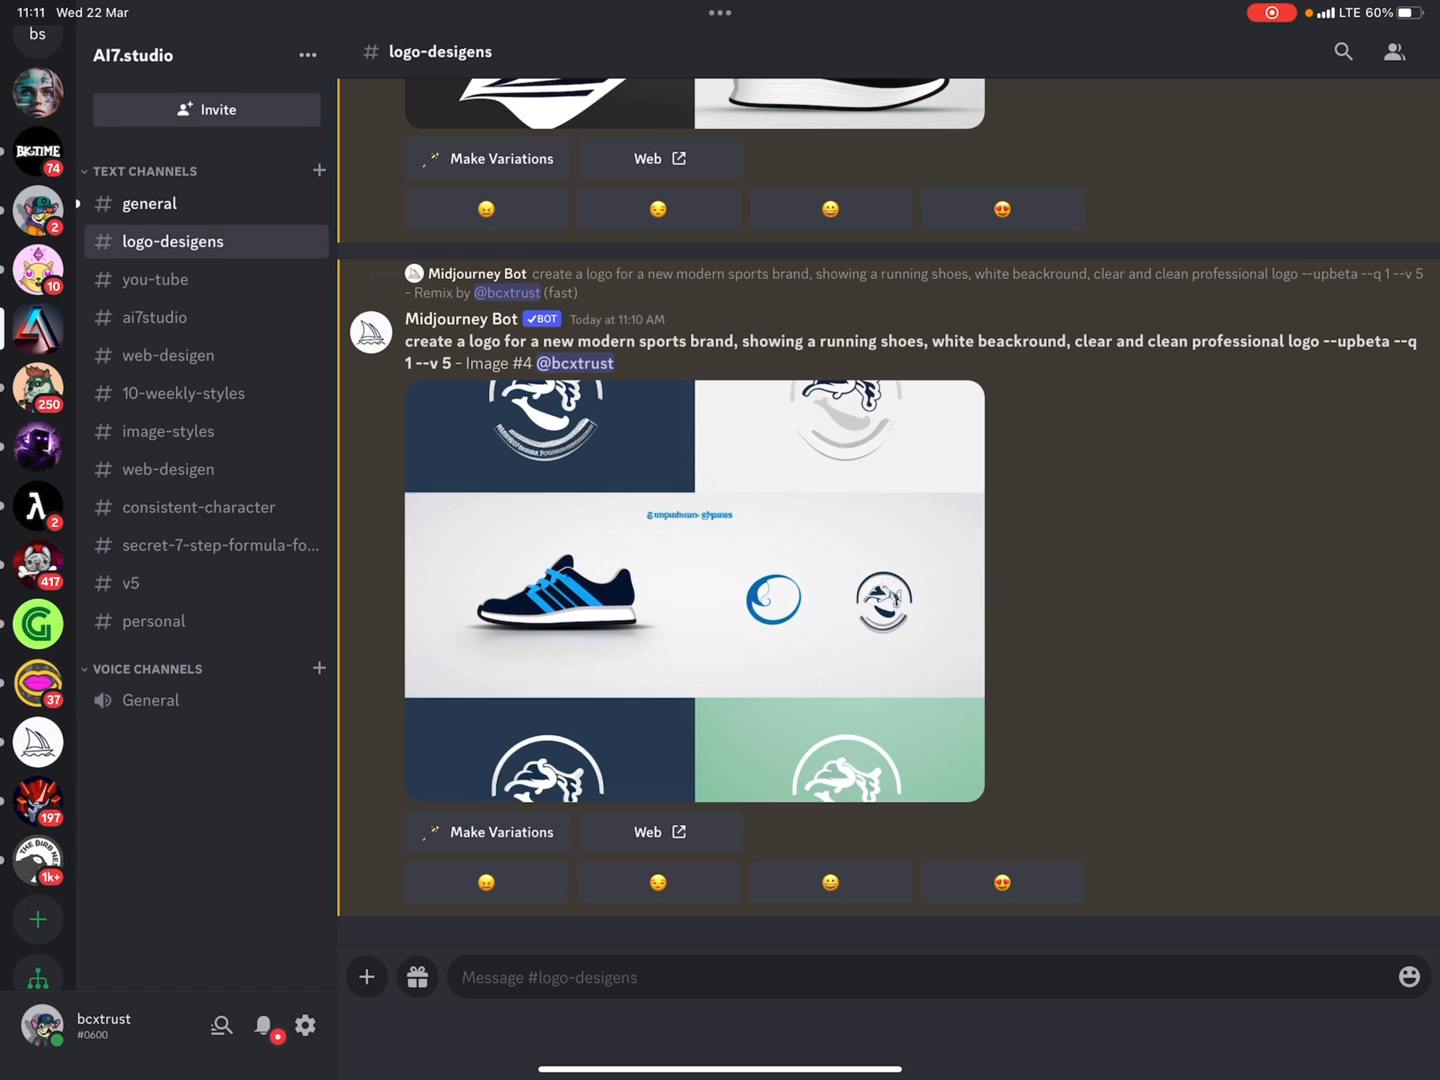 11:11 Wed 22 Mar
LTE 60%
bs
BIGTIME
74
2
10
250
2
417
37
197
THE BIRB NEST
1k+
AI7.studio
Invite
TEXT CHANNELS
general
logo-desigens
you-tube
ai7studio
web-desigen
10-weekly-styles
image-styles
web-desigen
consistent-character
secret-7-step-formula-fo...
v5
personal
VOICE CHANNELS
General
bcxtrust
#0600
# logo-desigens
Make Variations
Web
Midjourney Bot create a logo for a new modern sports brand, showing a running shoes, white beackround, clear and clean professional logo --upbeta --q 1 --v 5
- Remix by @bcxtrust (fast)
Midjourney Bot ✓BOT Today at 11:10 AM
create a logo for a new modern sports brand, showing a running shoes, white beackround, clear and clean professional logo --upbeta --q
1 --v 5 - Image #4 @bcxtrust
Make Variations
Web
Message #logo-desigens